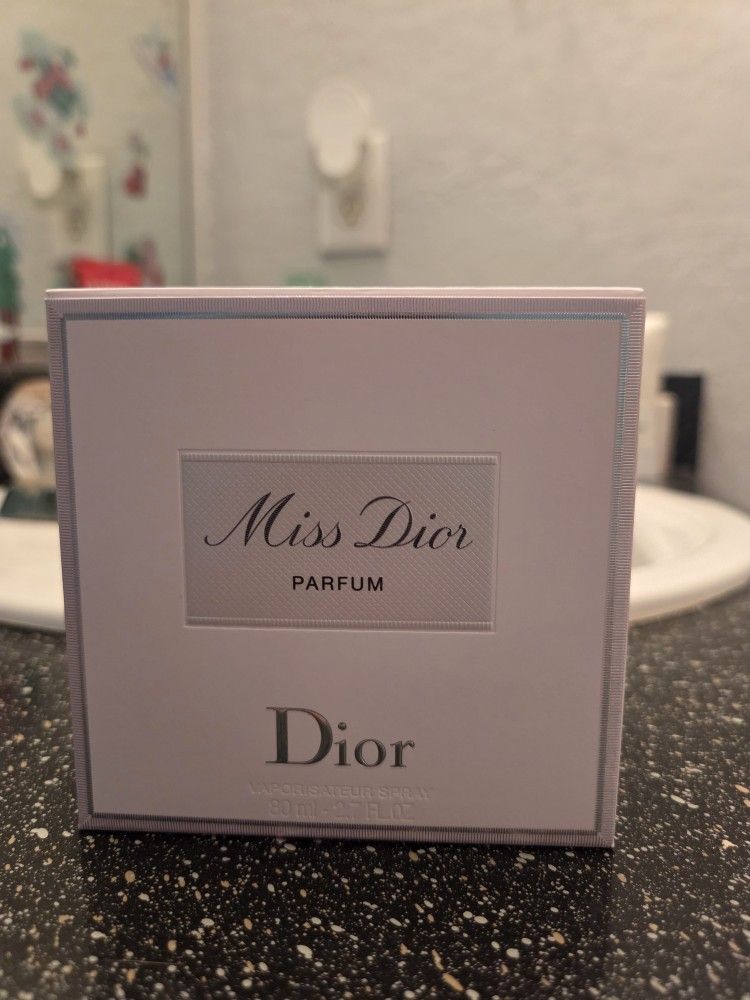 Miss Dior
PARFUM
Dior
VAPORISATEUR SPRAY
80 ml - 2.7 FL.OZ